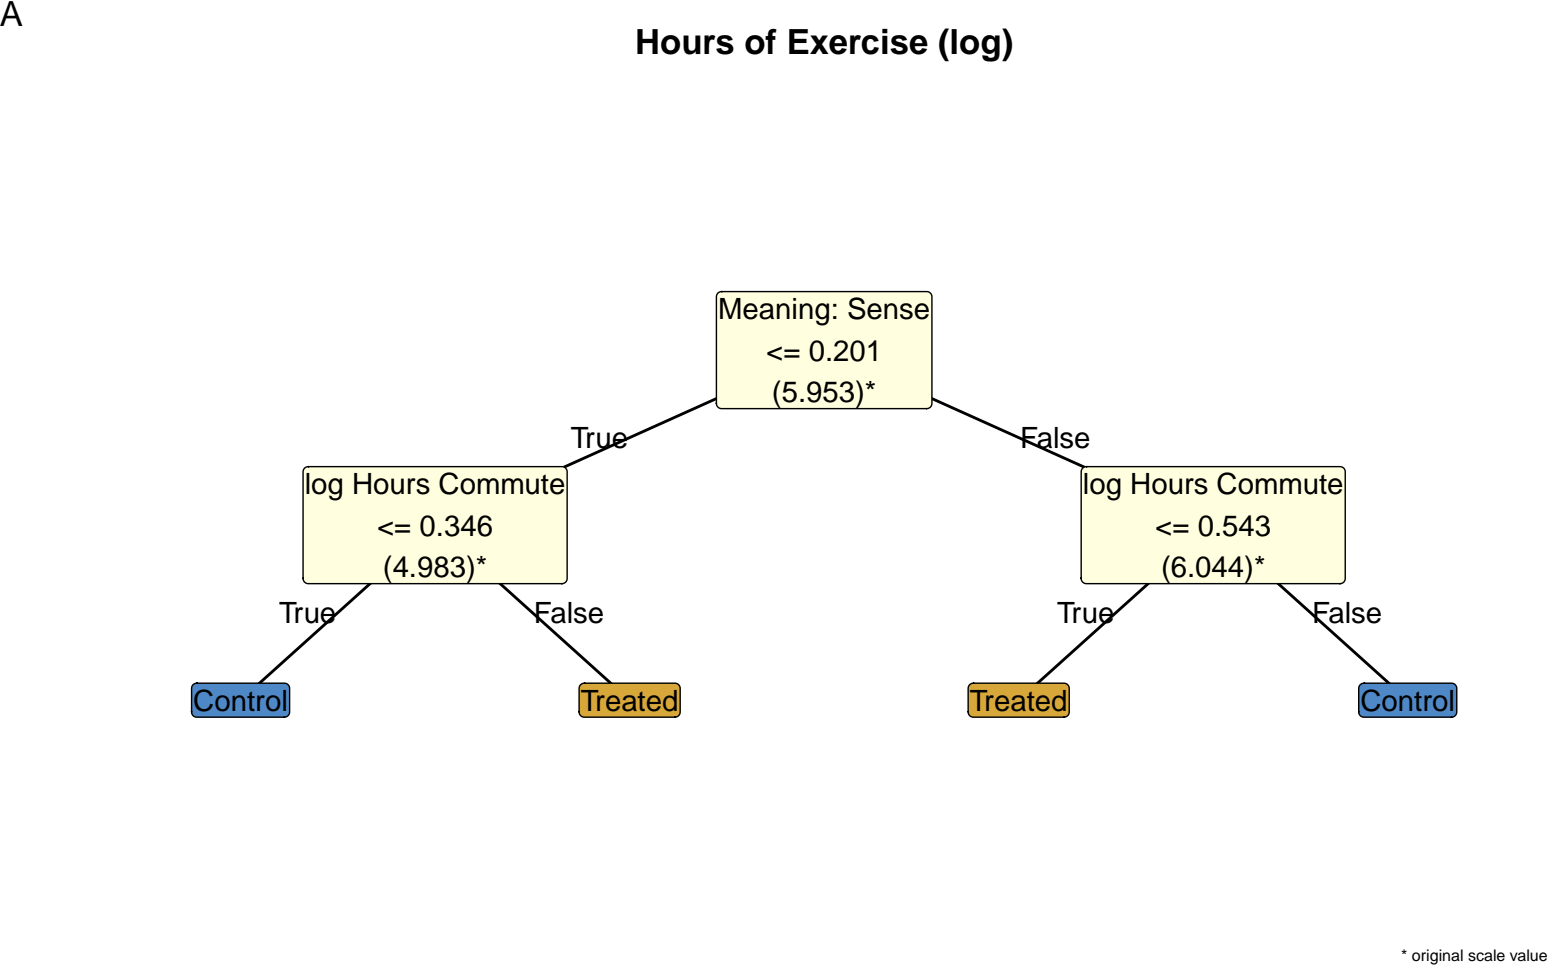 A
Hours of Exercise (log)
Meaning: Sense
<= 0.201
(5.953)*
True
False
log Hours Commute
<= 0.346
(4.983)*
log Hours Commute
<= 0.543
(6.044)*
True
False
True
False
Control
Treated
Treated
Control
* original scale value